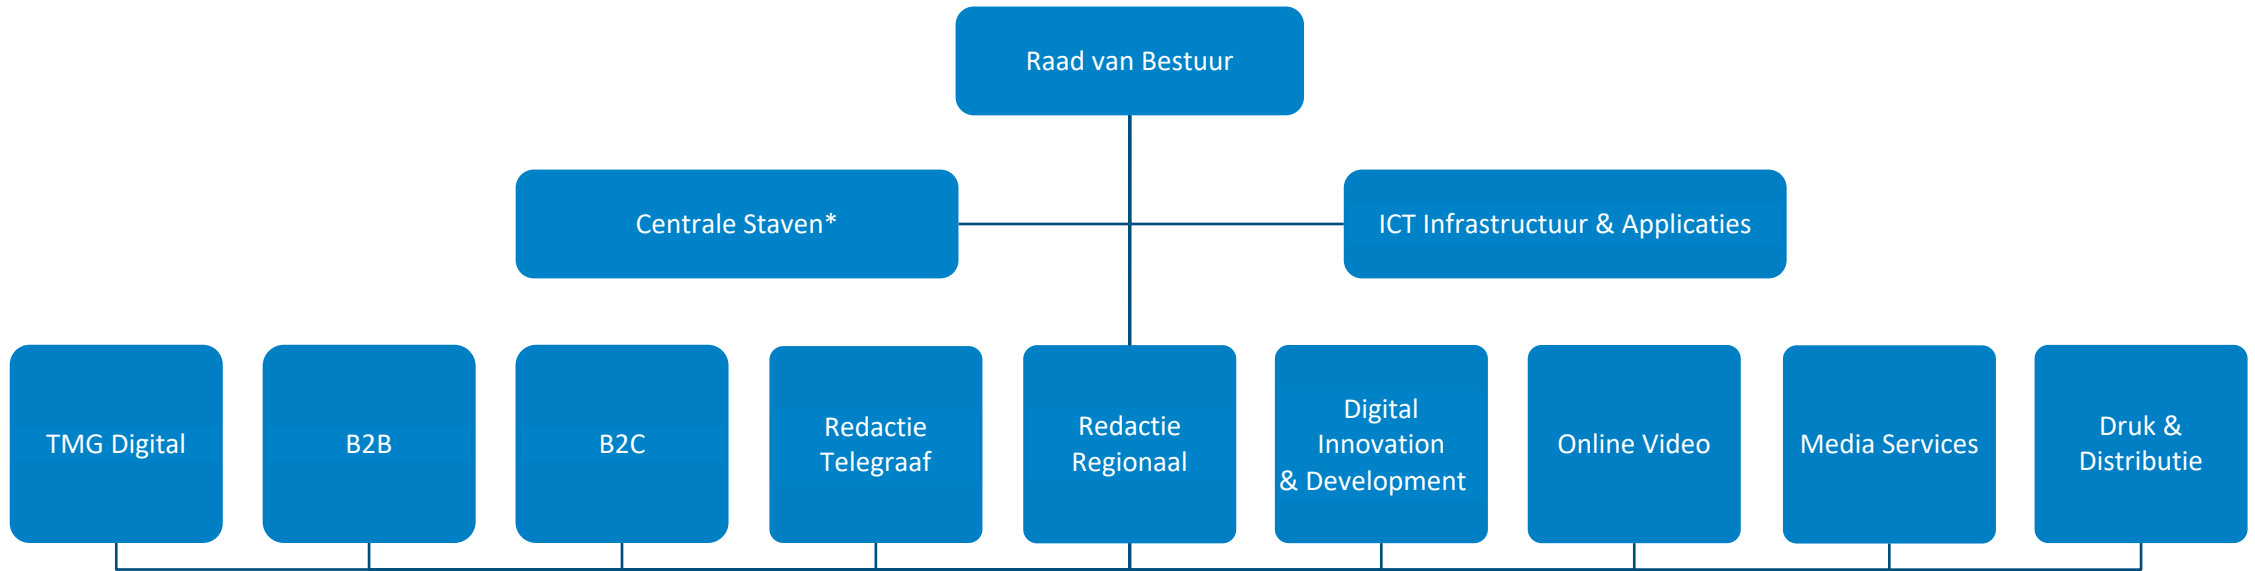 Raad van Bestuur
Centrale Staven*
ICT Infrastructuur & Applicaties
TMG Digital
B2B
B2C
Redactie
Telegraaf
Redactie
Regionaal
Digital
Innovation
& Development
Online Video
Media Services
Druk &
Distributie